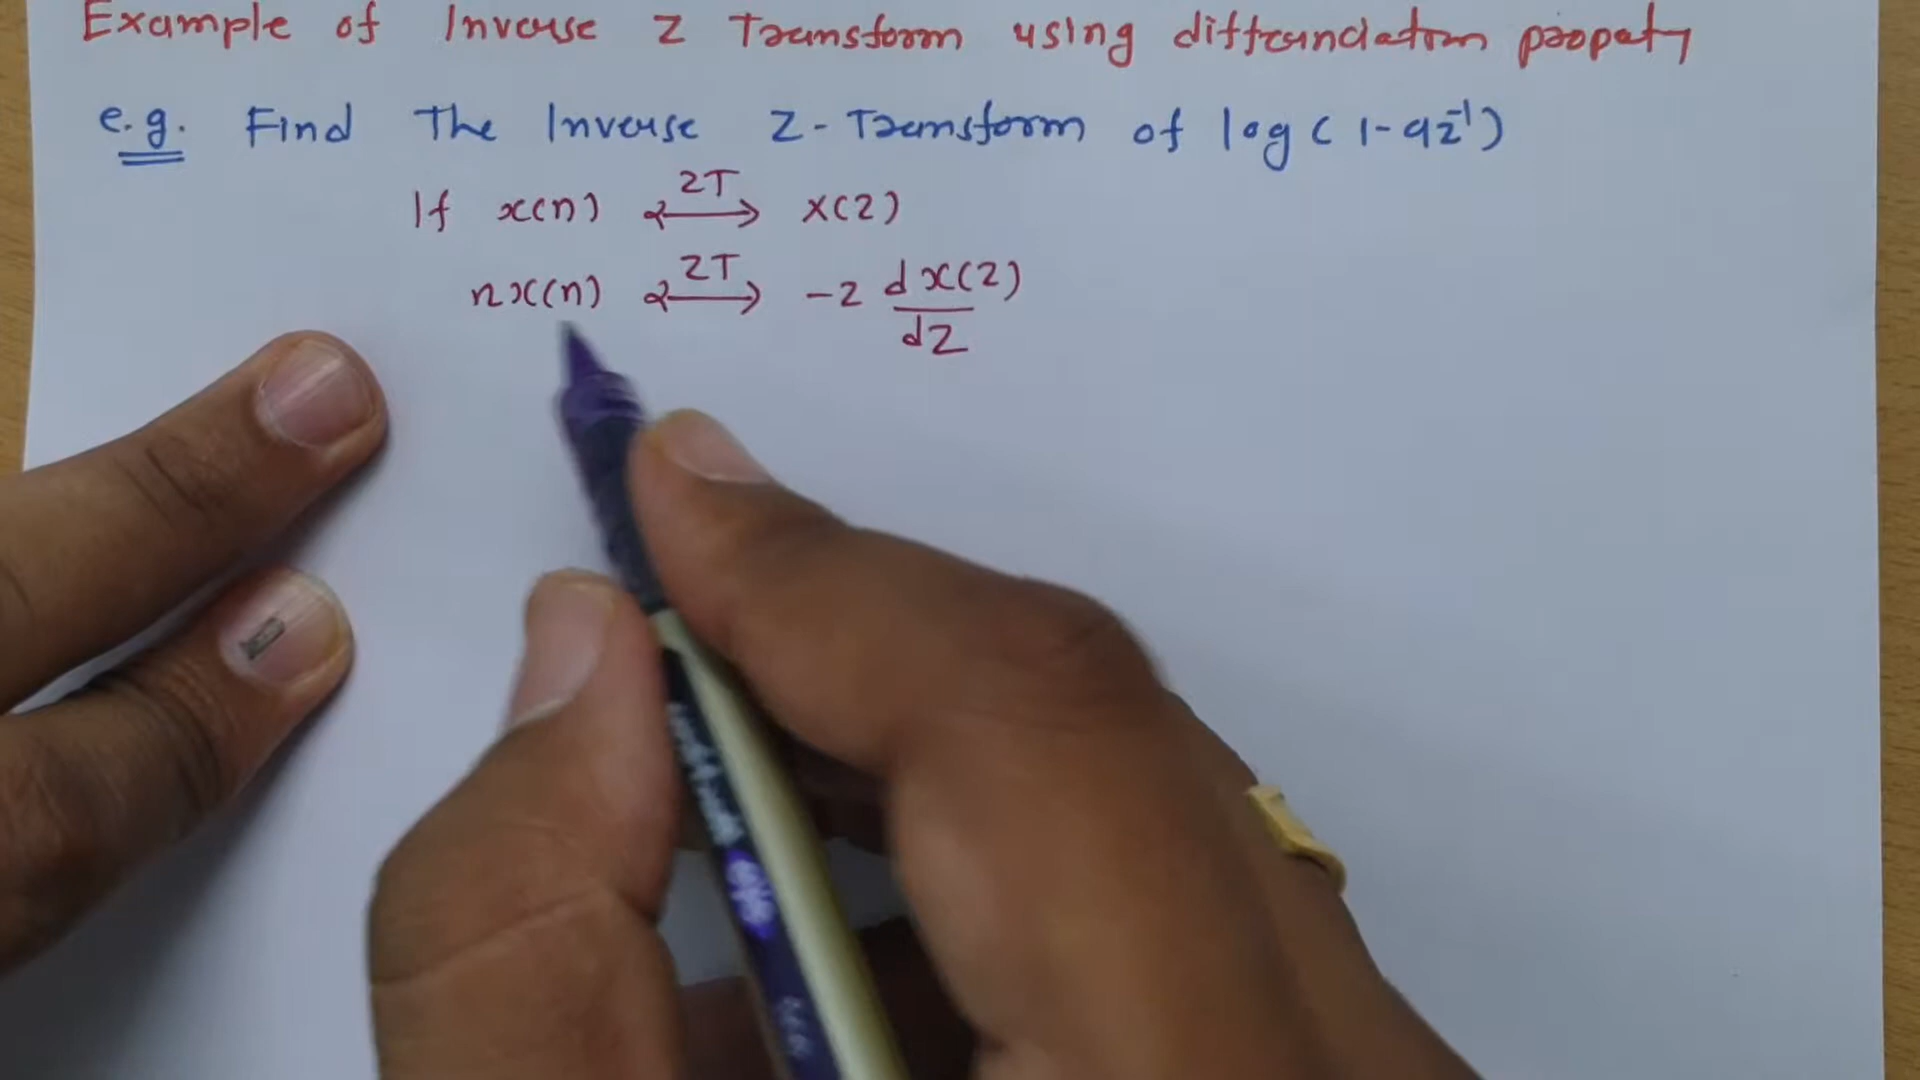 Example of Inverse Z Transform using differenciation property
e.g. Find The Inverse Z-Transform of log(1-az⁻¹)
If x(n) ⟷ZT X(Z)
nx(n) ⟷ZT -Z dx(Z)/dZ